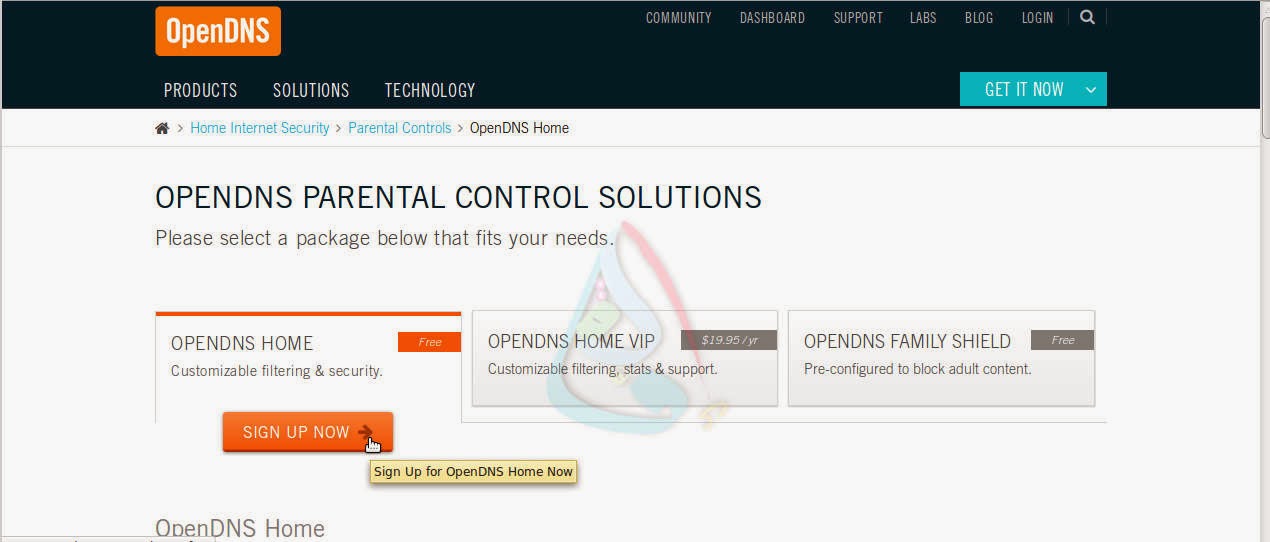 OpenDNS
COMMUNITY DASHBOARD SUPPORT LABS BLOG LOGIN
PRODUCTS SOLUTIONS TECHNOLOGY
GET IT NOW
Home Internet Security > Parental Controls > OpenDNS Home
OPENDNS PARENTAL CONTROL SOLUTIONS
Please select a package below that fits your needs.
OPENDNS HOME
Free
Customizable filtering & security.
SIGN UP NOW
OPENDNS HOME VIP
$19.95 / yr
Customizable filtering, stats & support.
OPENDNS FAMILY SHIELD
Free
Pre-configured to block adult content.
Sign Up for OpenDNS Home Now
OpenDNS Home